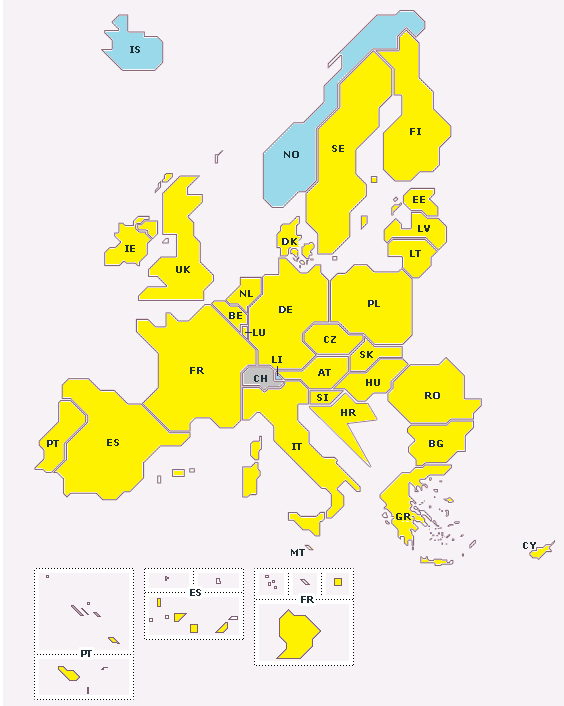 IS
FI
SE
NO
EE
LV
IE
DK
LT
UK
NL
DE
PL
BE
LU
CZ
SK
LI
FR
AT
CH
HU
RO
SI
HR
PT
ES
IT
BG
GR
CY
MT
ES
FR
PT